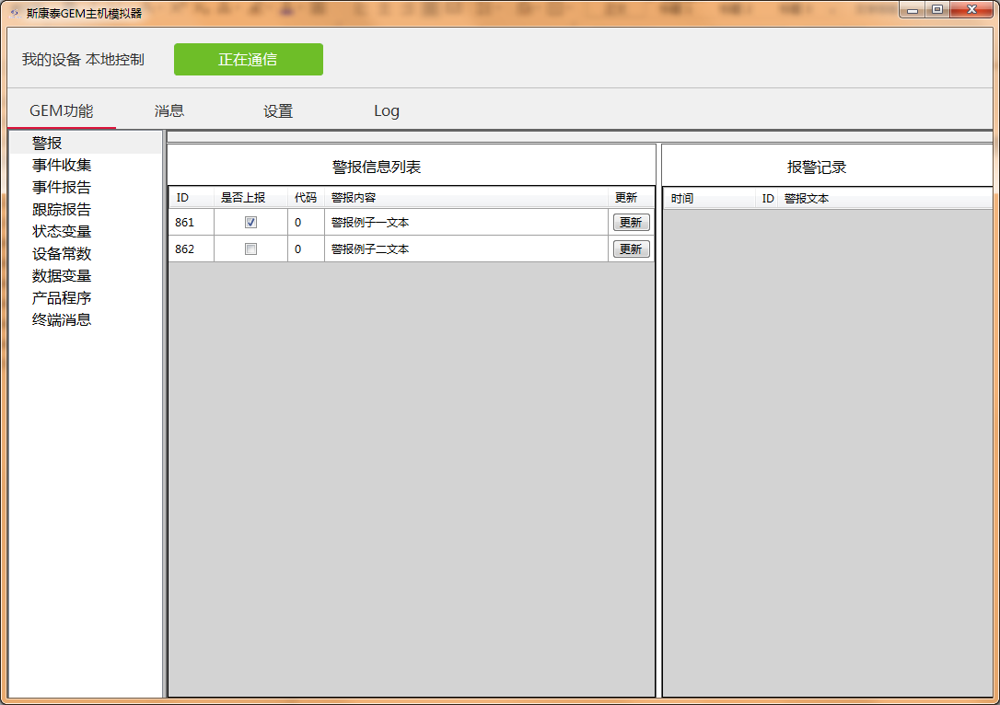 斯康泰GEM主机模拟器
我的设备 本地控制 正在通信
GEM功能 消息 设置 Log
警报
事件收集
事件报告
跟踪报告
状态变量
设备常数
数据变量
产品程序
终端消息
警报信息列表
ID 是否上报 代码 警报内容 更新
861 0 警报例子一文本 更新
862 0 警报例子二文本 更新
报警记录
时间 ID 警报文本